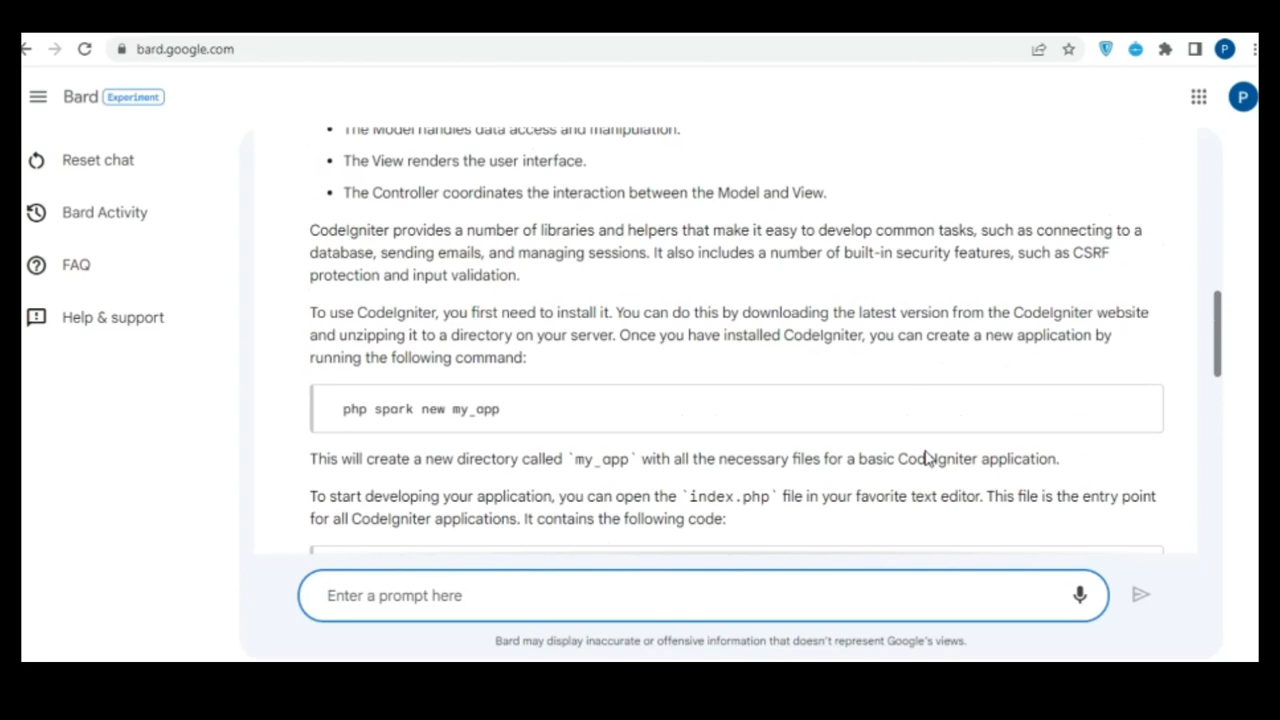 bard.google.com
P
Bard Experiment
P
Reset chat
Bard Activity
FAQ
Help & support
The Model handles data access and manipulation.
The View renders the user interface.
The Controller coordinates the interaction between the Model and View.
CodeIgniter provides a number of libraries and helpers that make it easy to develop common tasks, such as connecting to a
database, sending emails, and managing sessions. It also includes a number of built-in security features, such as CSRF
protection and input validation.
To use CodeIgniter, you first need to install it. You can do this by downloading the latest version from the CodeIgniter website
and unzipping it to a directory on your server. Once you have installed CodeIgniter, you can create a new application by
running the following command:
php spark new my_app
This will create a new directory called `my_app` with all the necessary files for a basic CodeIgniter application.
To start developing your application, you can open the `index.php` file in your favorite text editor. This file is the entry point
for all CodeIgniter applications. It contains the following code:
Enter a prompt here
Bard may display inaccurate or offensive information that doesn't represent Google's views.